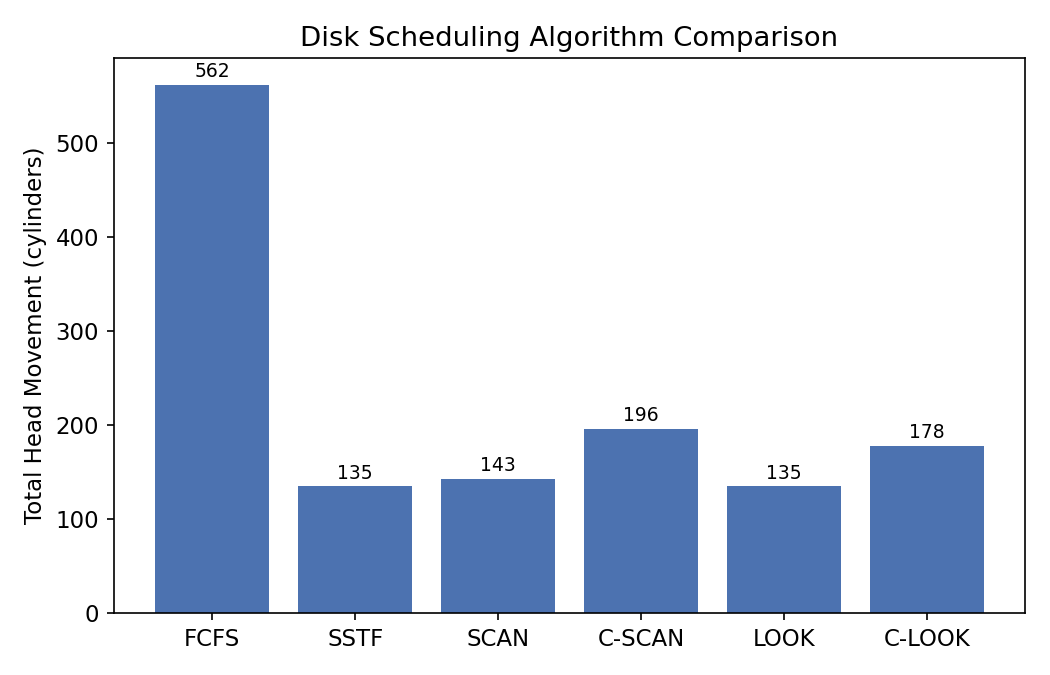 Disk Scheduling Algorithm Comparison
Total Head Movement (cylinders)
500
400
300
200
100
0
562
135
143
196
135
178
FCFS
SSTF
SCAN
C-SCAN
LOOK
C-LOOK